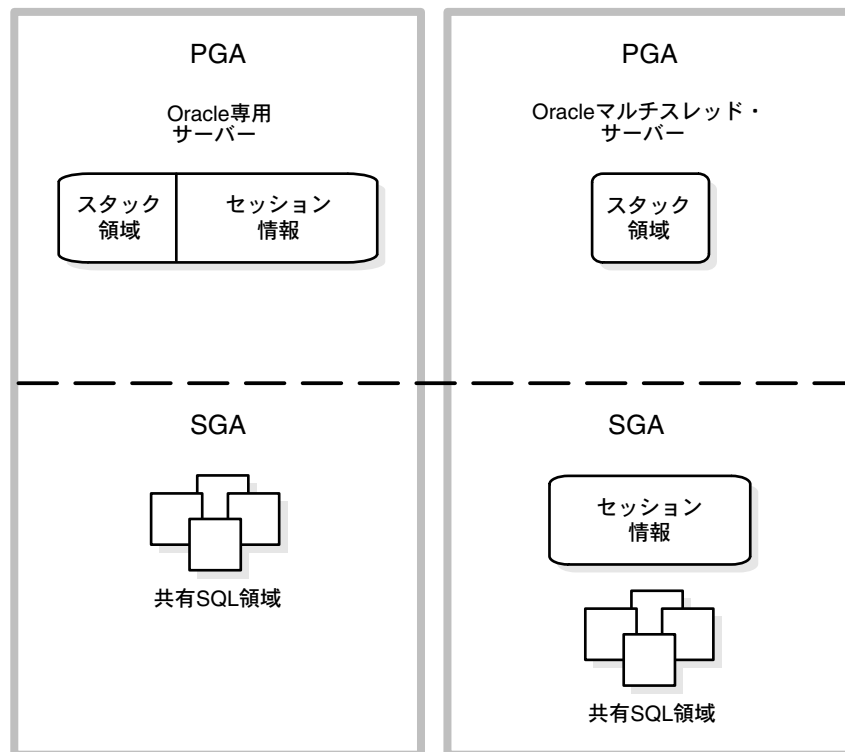 PGA
Oracle専用
サーバー
スタック
領域
セッション
情報
SGA
共有SQL領域
PGA
Oracleマルチスレッド・
サーバー
スタック
領域
SGA
セッション
情報
共有SQL領域